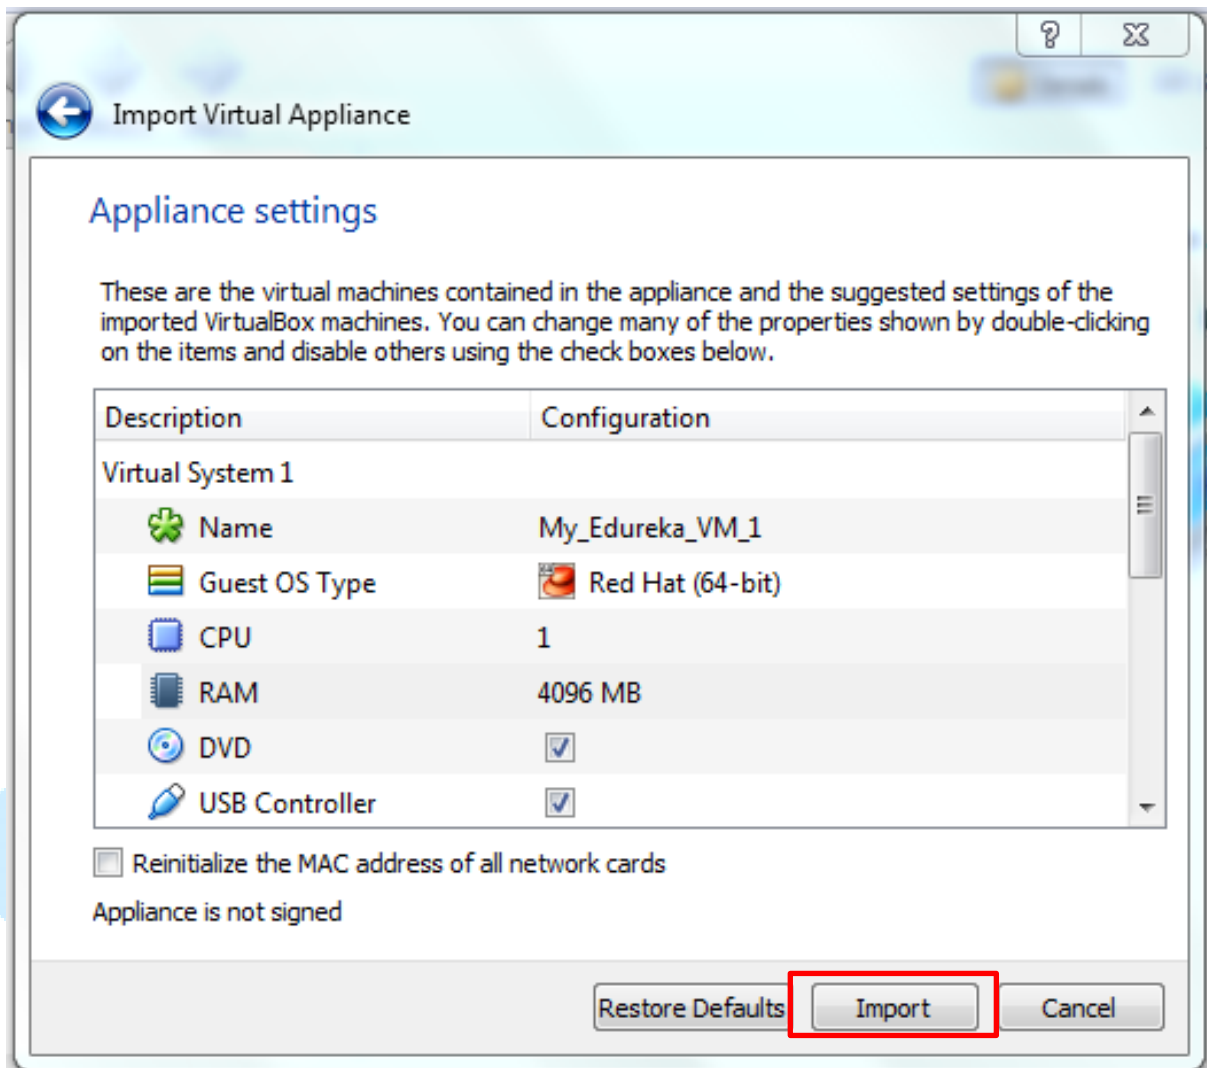 Import Virtual Appliance
Appliance settings
These are the virtual machines contained in the appliance and the suggested settings of the
imported VirtualBox machines. You can change many of the properties shown by double-clicking
on the items and disable others using the check boxes below.
Description Configuration
Virtual System 1
Name My_Edureka_VM_1
Guest OS Type Red Hat (64-bit)
CPU 1
RAM 4096 MB
DVD
USB Controller
Reinitialize the MAC address of all network cards
Appliance is not signed
Restore Defaults Import Cancel